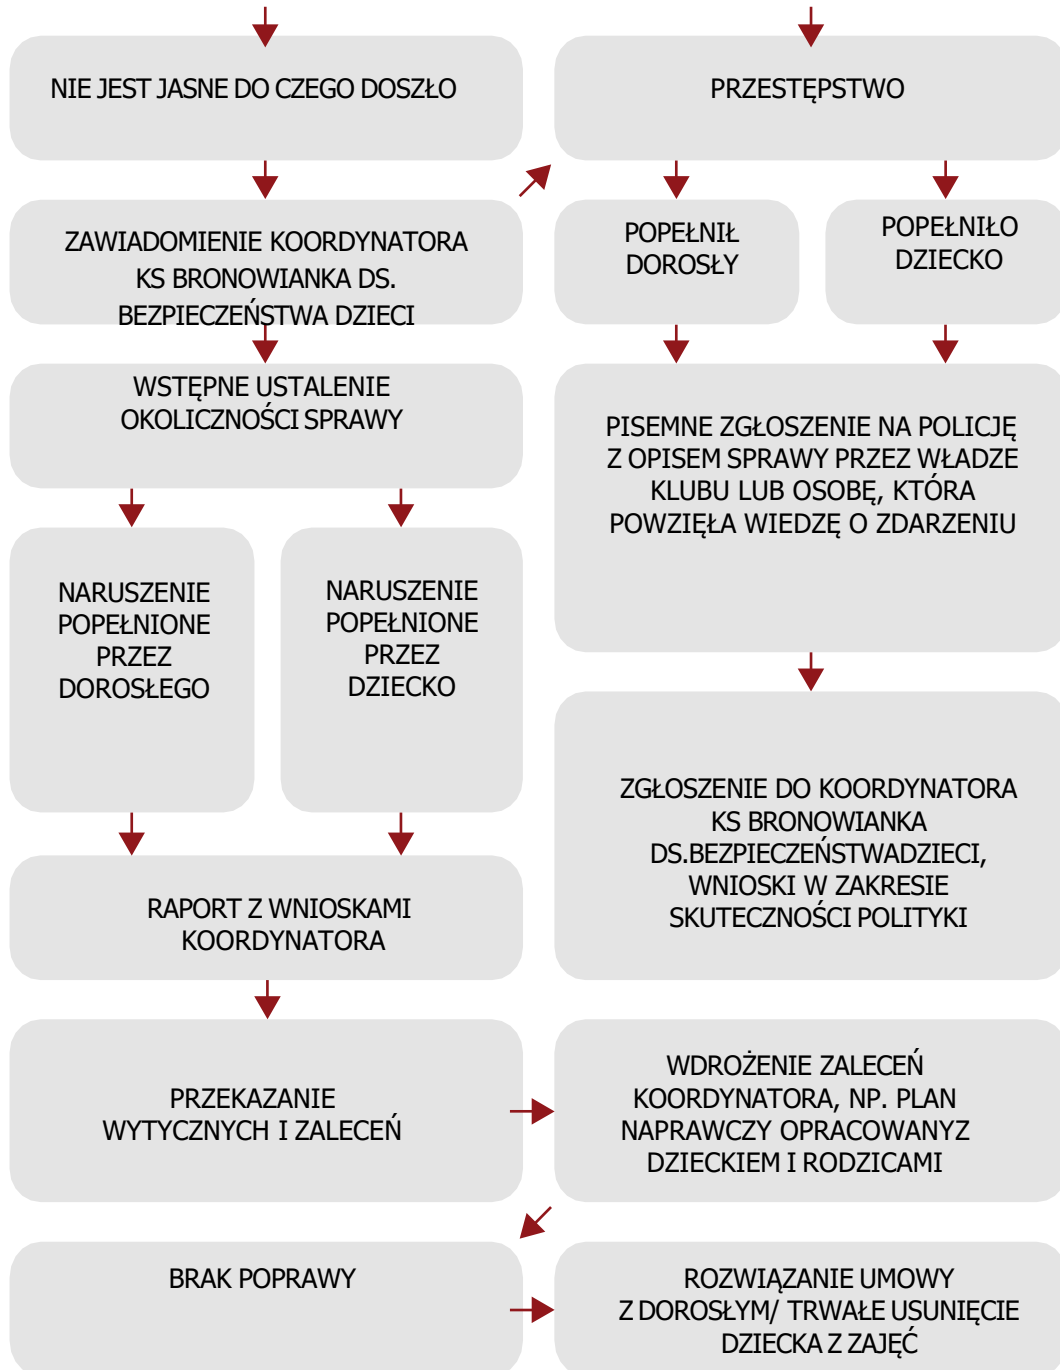 NIE JEST JASNE DO CZEGO DOSZŁO
PRZESTĘPSTWO
ZAWIADOMIENIE KOORDYNATORA
KS BRONOWIANKA DS.
BEZPIECZEŃSTWA DZIECI
POPEŁNIŁ
DOROSŁY
POPEŁNIŁO
DZIECKO
WSTĘPNE USTALENIE
OKOLICZNOŚCI SPRAWY
PISEMNE ZGŁOSZENIE NA POLICJĘ
Z OPISEM SPRAWY PRZEZ WŁADZE
KLUBU LUB OSOBĘ, KTÓRA
POWZIĘŁA WIEDZĘ O ZDARZENIU
NARUSZENIE
POPEŁNIONE
PRZEZ
DOROSŁEGO
NARUSZENIE
POPEŁNIONE
PRZEZ
DZIECKO
ZGŁOSZENIE DO KOORDYNATORA
KS BRONOWIANKA
DS.BEZPIECZEŃSTWADZIECI,
WNIOSKI W ZAKRESIE
SKUTECZNOŚCI POLITYKI
RAPORT Z WNIOSKAMI
KOORDYNATORA
PRZEKAZANIE
WYTYCZNYCH I ZALECEŃ
WDROŻENIE ZALECEŃ
KOORDYNATORA, NP. PLAN
NAPRAWCZY OPRACOWANYZ
DZIECKIEM I RODZICAMI
BRAK POPRAWY
ROZWIĄZANIE UMOWY
Z DOROSŁYM/ TRWAŁE USUNIĘCIE
DZIECKA Z ZAJĘĆ